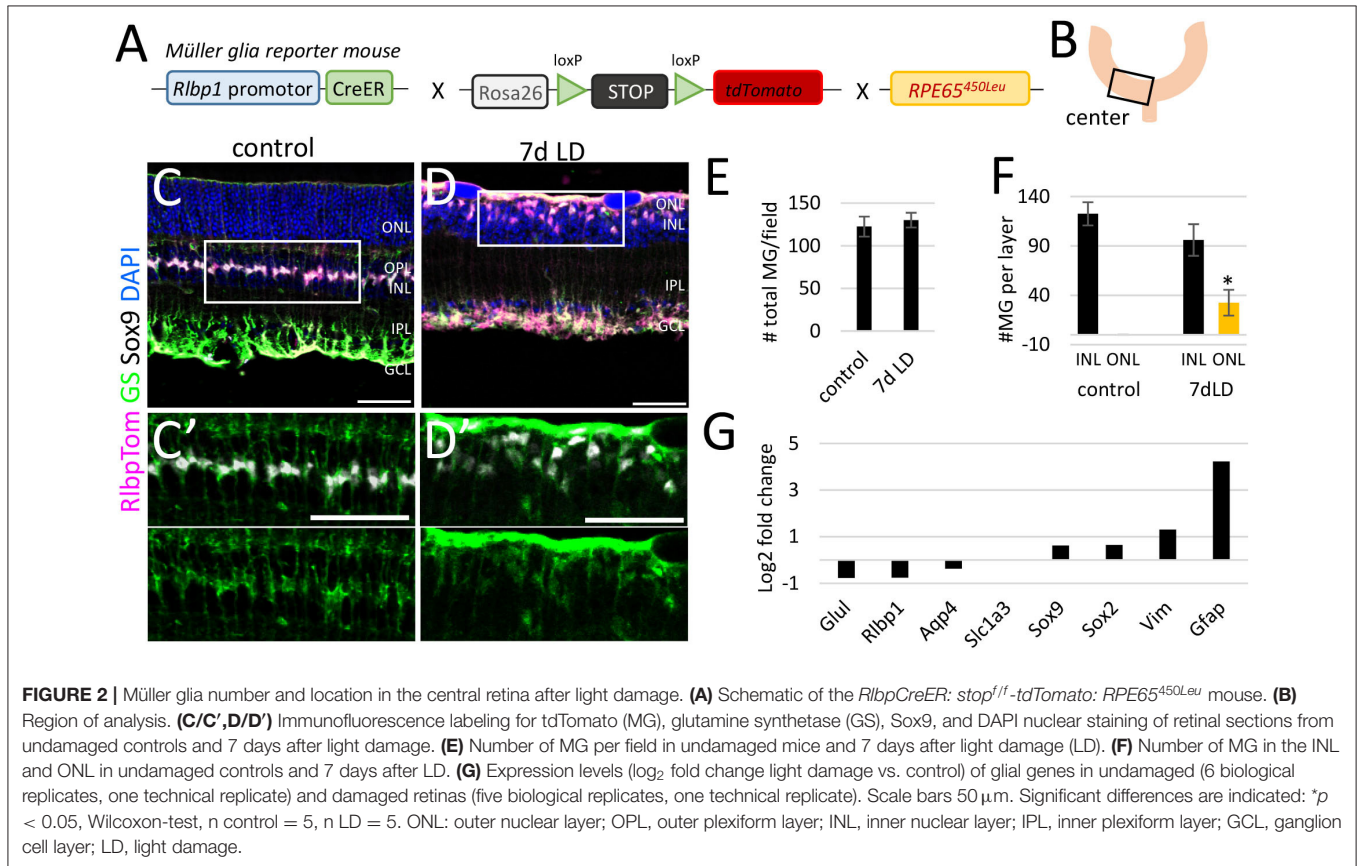 A
Müller glia reporter mouse
Rlbp1 promotor CreER X Rosa26 loxP STOP loxP tdTomato X RPE65450Leu
B
center
control
7d LD
RlbpTom GS Sox9 DAPI
C
ONL
OPL
INL
IPL
GCL
D
ONL
INL
IPL
GCL
C’
D’
E
# total MG/field
150
100
50
0
control
7d LD
F
#MG per layer
140
90
40
-10
*
INL ONL INL ONL
control 7dLD
G
Log2 fold change
5
3
1
-1
Glul
Rlbp1
Aqp4
Slc1a3
Sox9
Sox2
Vim
Gfap
FIGURE 2 | Müller glia number and location in the central retina after light damage. (A) Schematic of the RlbpCreER: stopf/f-tdTomato: RPE65450Leu mouse. (B)
Region of analysis. (C/C′,D/D′) Immunofluorescence labeling for tdTomato (MG), glutamine synthetase (GS), Sox9, and DAPI nuclear staining of retinal sections from
undamaged controls and 7 days after light damage. (E) Number of MG per field in undamaged mice and 7 days after light damage (LD). (F) Number of MG in the INL
and ONL in undamaged controls and 7 days after LD. (G) Expression levels (log2 fold change light damage vs. control) of glial genes in undamaged (6 biological
replicates, one technical replicate) and damaged retinas (five biological replicates, one technical replicate). Scale bars 50 μm. Significant differences are indicated: *p
< 0.05, Wilcoxon-test, n control = 5, n LD = 5. ONL: outer nuclear layer; OPL, outer plexiform layer; INL, inner nuclear layer; IPL, inner plexiform layer; GCL, ganglion
cell layer; LD, light damage.